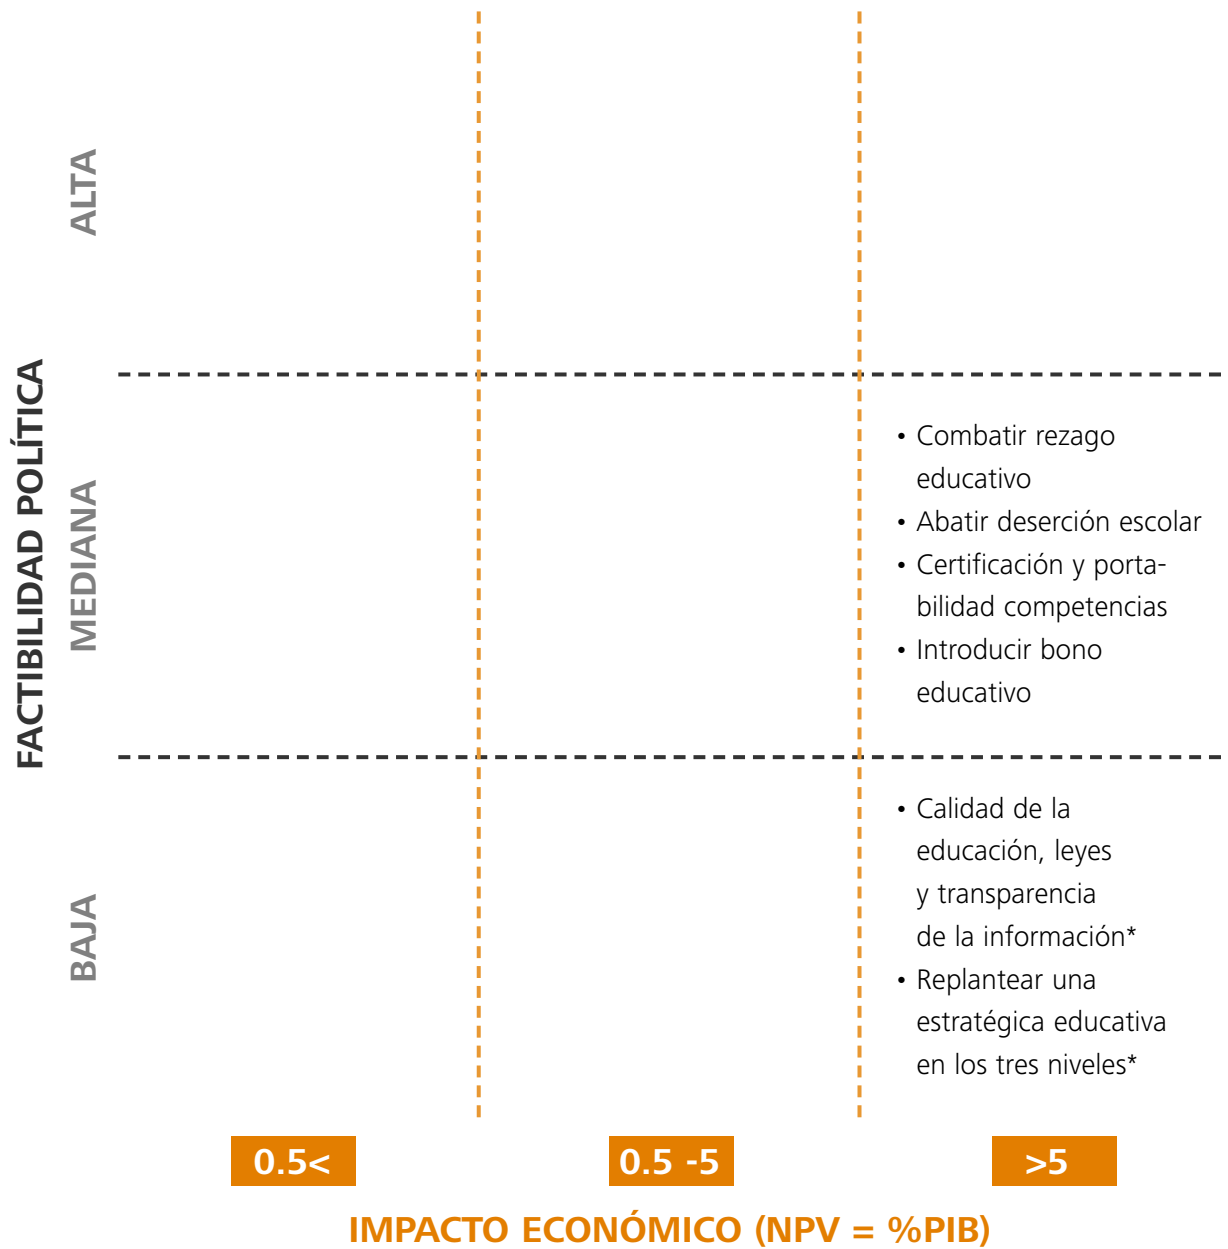 FACTIBILIDAD POLÍTICA
ALTA
MEDIANA
• Combatir rezago
educativo
• Abatir deserción escolar
• Certificación y porta-
bilidad competencias
• Introducir bono
educativo
BAJA
• Calidad de la
educación, leyes
y transparencia
de la información*
• Replantear una
estratégica educativa
en los tres niveles*
0.5<
0.5 -5
>5
IMPACTO ECONÓMICO (NPV = %PIB)